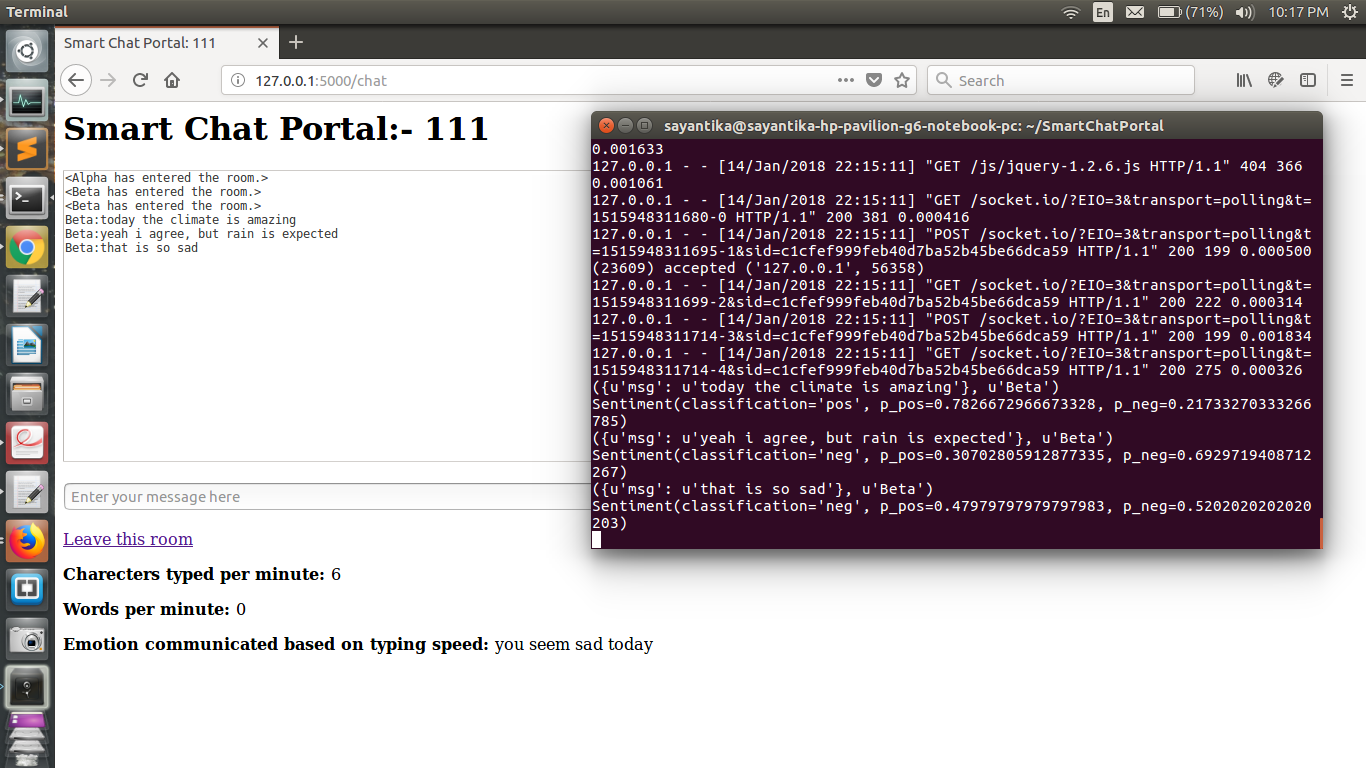 Terminal
En
(71%)
10:17 PM
Smart Chat Portal: 111
127.0.0.1:5000/chat
Search
Smart Chat Portal:- 111
<Alpha has entered the room.>
<Beta has entered the room.>
<Beta has entered the room.>
Beta:today the climate is amazing
Beta:yeah i agree, but rain is expected
Beta:that is so sad
Enter your message here
Leave this room
Charecters typed per minute: 6
Words per minute: 0
Emotion communicated based on typing speed: you seem sad today
sayantika@sayantika-hp-pavilion-g6-notebook-pc: ~/SmartChatPortal
0.001633
127.0.0.1 - - [14/Jan/2018 22:15:11] "GET /js/jquery-1.2.6.js HTTP/1.1" 404 366
0.001061
127.0.0.1 - - [14/Jan/2018 22:15:11] "GET /socket.io/?EIO=3&transport=polling&t=
1515948311680-0 HTTP/1.1" 200 381 0.000416
127.0.0.1 - - [14/Jan/2018 22:15:11] "POST /socket.io/?EIO=3&transport=polling&t
=1515948311695-1&sid=c1cfef999feb40d7ba52b45be66dca59 HTTP/1.1" 200 199 0.000500
(23609) accepted ('127.0.0.1', 56358)
127.0.0.1 - - [14/Jan/2018 22:15:11] "GET /socket.io/?EIO=3&transport=polling&t=
1515948311699-2&sid=c1cfef999feb40d7ba52b45be66dca59 HTTP/1.1" 200 222 0.000314
127.0.0.1 - - [14/Jan/2018 22:15:11] "POST /socket.io/?EIO=3&transport=polling&t
=1515948311714-3&sid=c1cfef999feb40d7ba52b45be66dca59 HTTP/1.1" 200 199 0.001834
127.0.0.1 - - [14/Jan/2018 22:15:11] "GET /socket.io/?EIO=3&transport=polling&t=
1515948311714-4&sid=c1cfef999feb40d7ba52b45be66dca59 HTTP/1.1" 200 275 0.000326
({u'msg': u'today the climate is amazing'}, u'Beta')
Sentiment(classification='pos', p_pos=0.7826672966673328, p_neg=0.21733270333266
785)
({u'msg': u'yeah i agree, but rain is expected'}, u'Beta')
Sentiment(classification='neg', p_pos=0.30702805912877335, p_neg=0.6929719408712
267)
({u'msg': u'that is so sad'}, u'Beta')
Sentiment(classification='neg', p_pos=0.47979797979797983, p_neg=0.5202020202020
203)